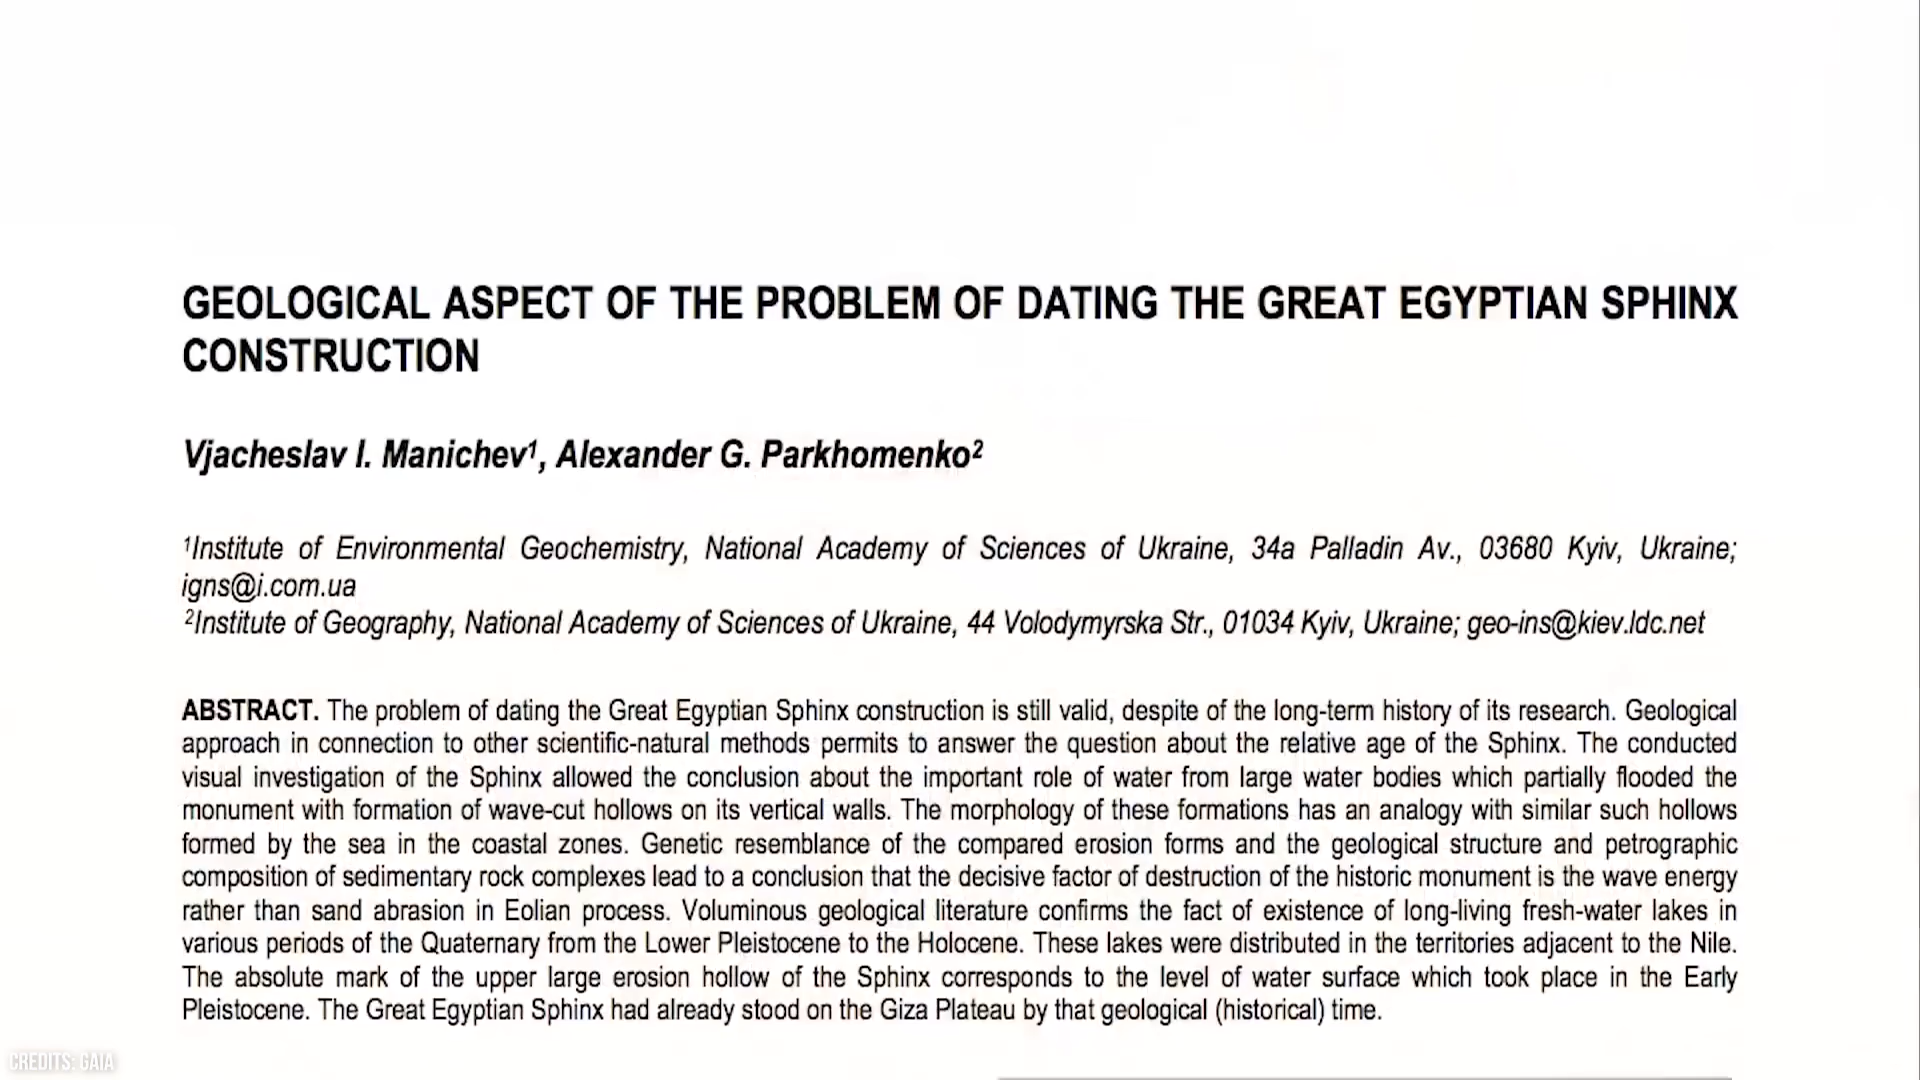 GEOLOGICAL ASPECT OF THE PROBLEM OF DATING THE GREAT EGYPTIAN SPHINX
CONSTRUCTION
Vjacheslav I. Manichev¹, Alexander G. Parkhomenko²
¹Institute of Environmental Geochemistry, National Academy of Sciences of Ukraine, 34a Palladin Av., 03680 Kyiv, Ukraine;
igns@i.com.ua
²Institute of Geography, National Academy of Sciences of Ukraine, 44 Volodymyrska Str., 01034 Kyiv, Ukraine; geo-ins@kiev.ldc.net
ABSTRACT. The problem of dating the Great Egyptian Sphinx construction is still valid, despite of the long-term history of its research. Geological
approach in connection to other scientific-natural methods permits to answer the question about the relative age of the Sphinx. The conducted
visual investigation of the Sphinx allowed the conclusion about the important role of water from large water bodies which partially flooded the
monument with formation of wave-cut hollows on its vertical walls. The morphology of these formations has an analogy with similar such hollows
formed by the sea in the coastal zones. Genetic resemblance of the compared erosion forms and the geological structure and petrographic
composition of sedimentary rock complexes lead to a conclusion that the decisive factor of destruction of the historic monument is the wave energy
rather than sand abrasion in Eolian process. Voluminous geological literature confirms the fact of existence of long-living fresh-water lakes in
various periods of the Quaternary from the Lower Pleistocene to the Holocene. These lakes were distributed in the territories adjacent to the Nile.
The absolute mark of the upper large erosion hollow of the Sphinx corresponds to the level of water surface which took place in the Early
Pleistocene. The Great Egyptian Sphinx had already stood on the Giza Plateau by that geological (historical) time.
CREDITS: GAIA